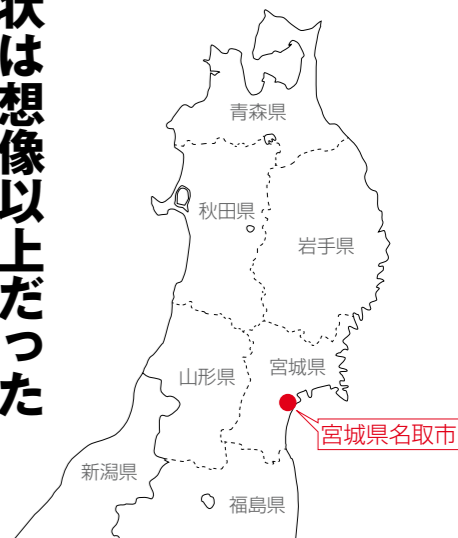 状は想像以上だった
青森県
秋田県
岩手県
山形県
宮城県
宮城県名取市
新潟県
福島県